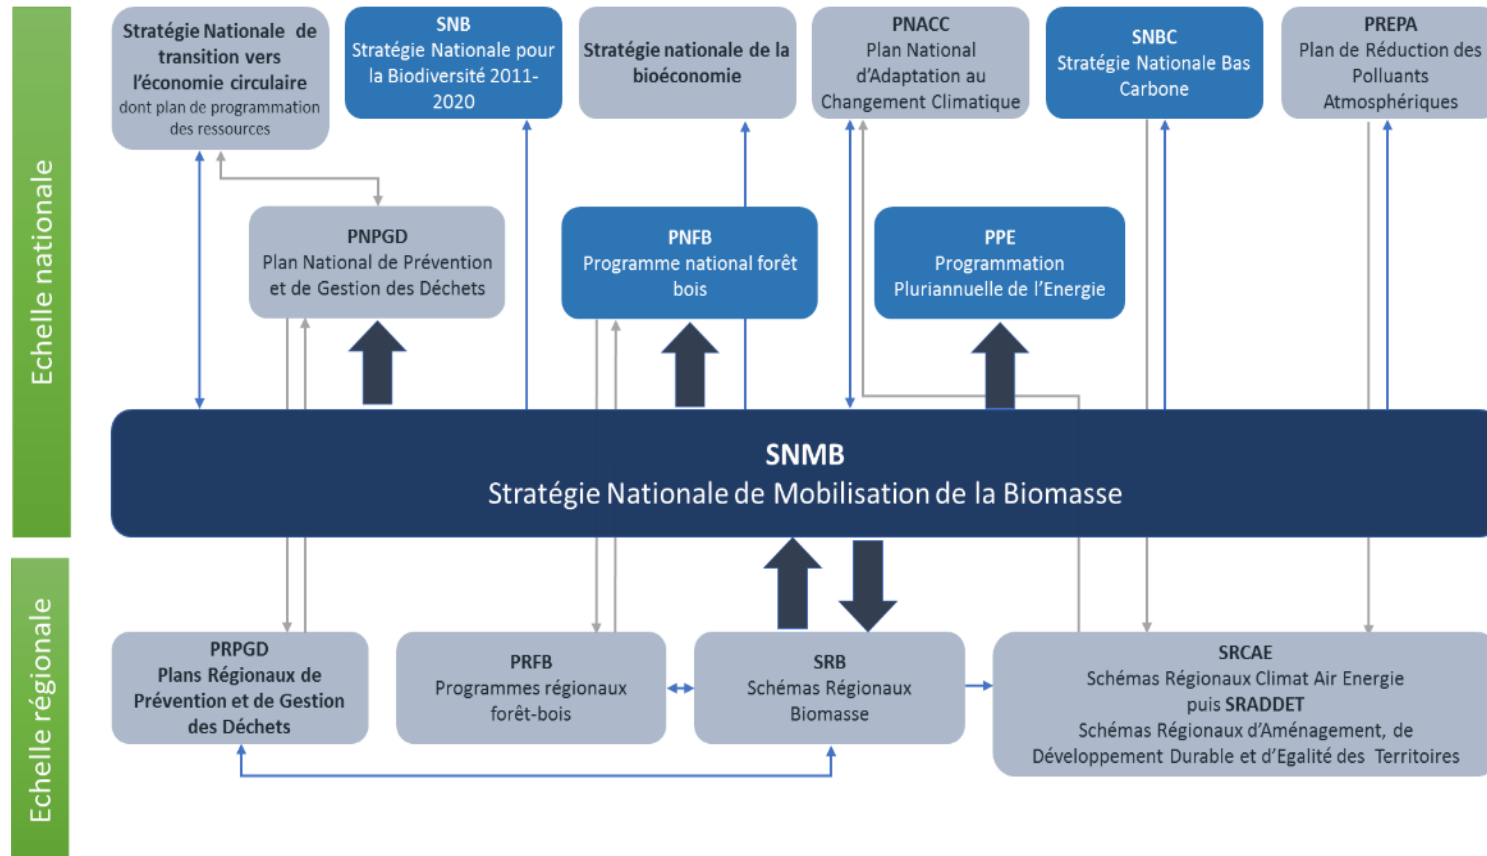 Echelle nationale
Stratégie Nationale de
transition vers
l’économie circulaire
dont plan de programmation
des ressources
SNB
Stratégie Nationale pour
la Biodiversité 2011-
2020
Stratégie nationale de la
bioéconomie
PNACC
Plan National
d’Adaptation au
Changement Climatique
SNBC
Stratégie Nationale Bas
Carbone
PREPA
Plan de Réduction des
Polluants
Atmosphériques
PNPGD
Plan National de Prévention
et de Gestion des Déchets
PNFB
Programme national forêt
bois
PPE
Programmation
Pluriannuelle de l’Energie
SNMB
Stratégie Nationale de Mobilisation de la Biomasse
Echelle régionale
PRPGD
Plans Régionaux de
Prévention et de Gestion
des Déchets
PRFB
Programmes régionaux
forêt-bois
SRB
Schémas Régionaux
Biomasse
SRCAE
Schémas Régionaux Climat Air Energie
puis SRADDET
Schémas Régionaux d’Aménagement, de
Développement Durable et d’Egalité des Territoires